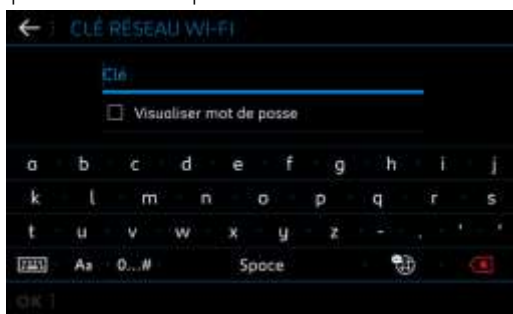 CLÉ RÉSEAU WI-FI
Clé
Visualiser mot de passe
a b c d e f g h i j
k l m n o p q r s
t u v w x y z - . ' '
Aa 0...# Space
OK